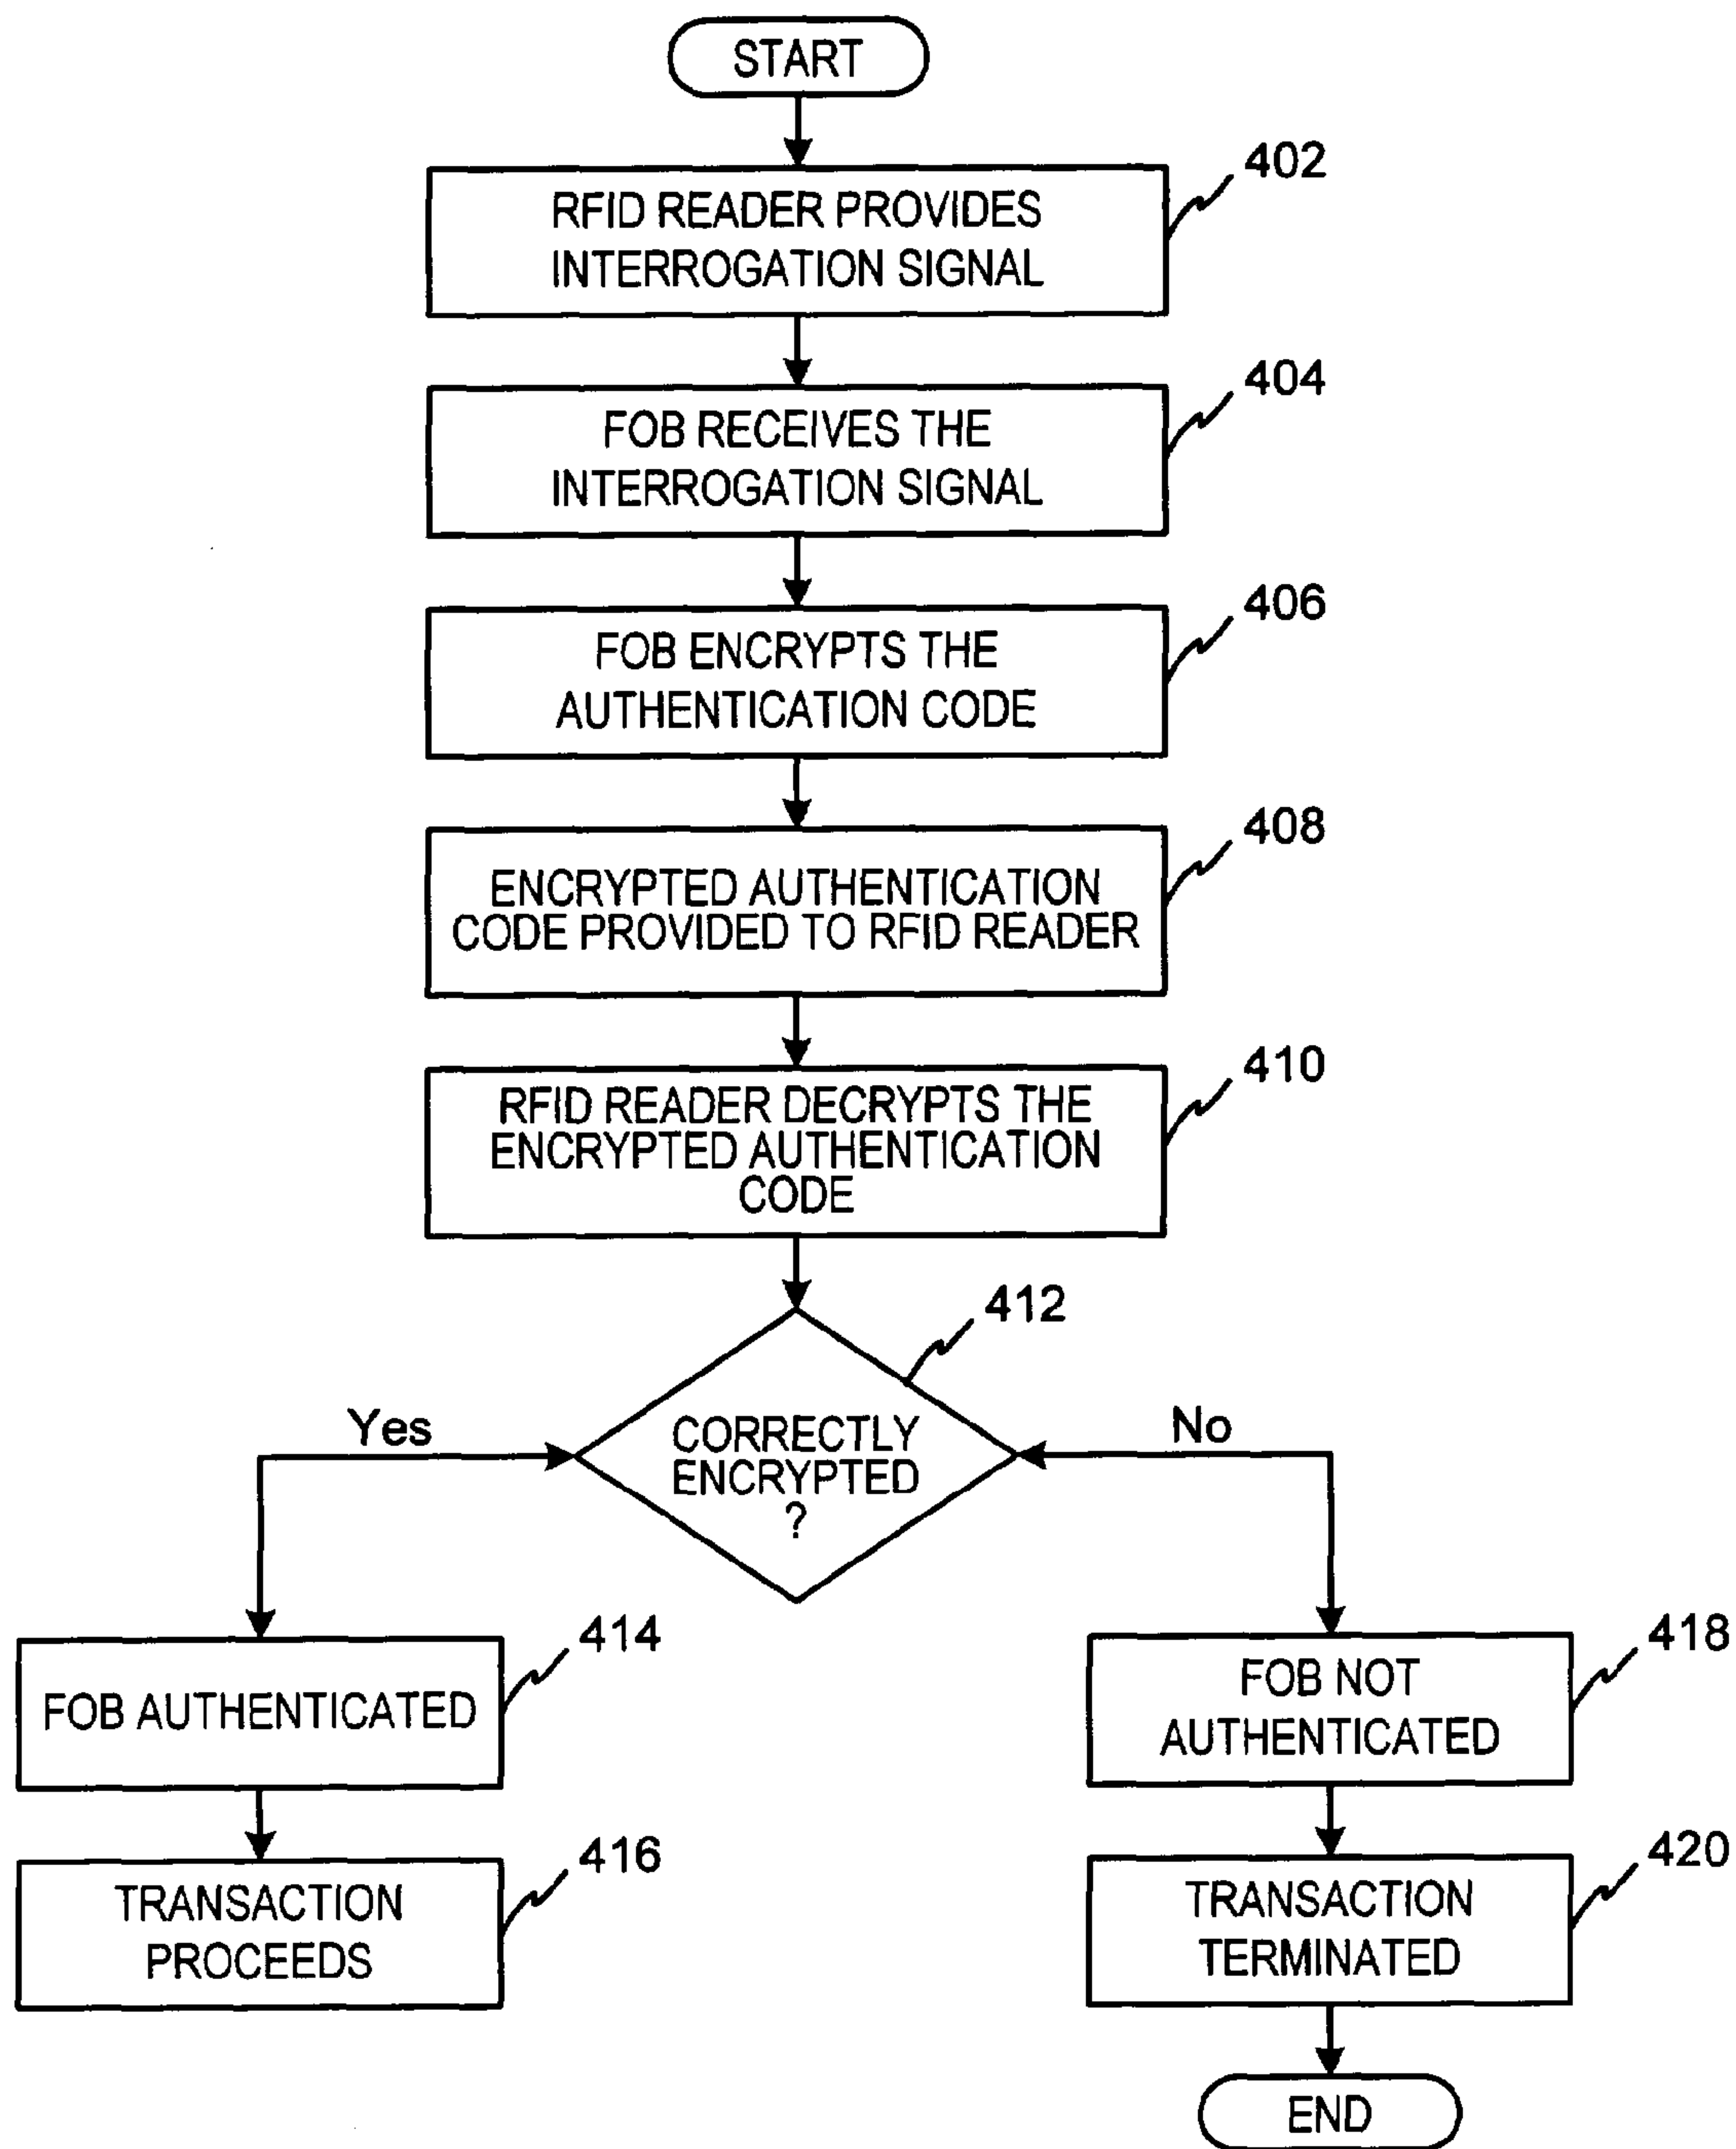 START
402
RFID READER PROVIDES
INTERROGATION SIGNAL
404
FOB RECEIVES THE
INTERROGATION SIGNAL
406
FOB ENCRYPTS THE
AUTHENTICATION CODE
408
ENCRYPTED AUTHENTICATION
CODE PROVIDED TO RFID READER
410
RFID READER DECRYPTS THE
ENCRYPTED AUTHENTICATION
CODE
412
Yes
CORRECTLY
ENCRYPTED
?
No
414
FOB AUTHENTICATED
416
TRANSACTION
PROCEEDS
418
FOB NOT
AUTHENTICATED
420
TRANSACTION
TERMINATED
END